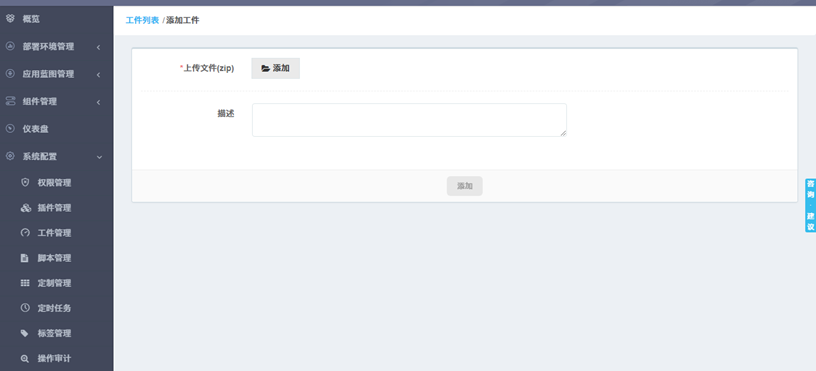 概览
部署环境管理
应用蓝图管理
组件管理
仪表盘
系统配置
权限管理
插件管理
工件管理
脚本管理
定制管理
定时任务
标签管理
操作审计
工件列表 / 添加工件
*上传文件(zip) 添加
描述
添加
咨询·建议